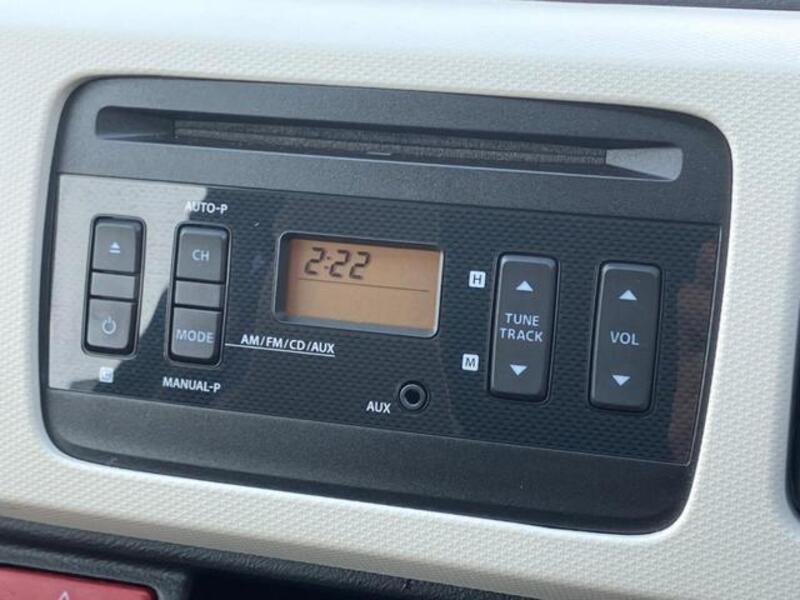 AUTO-P
CH
MODE
AM/FM/CD/AUX
MANUAL-P
2:22
AUX
H
TUNE
TRACK
M
VOL